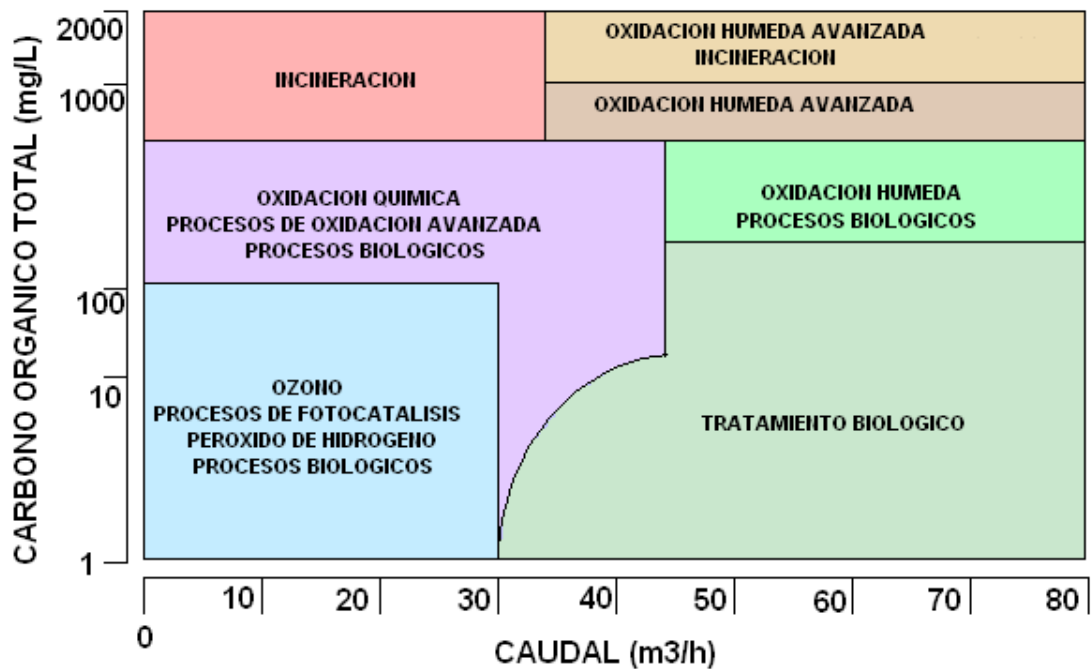 CARBONO ORGANICO TOTAL (mg/L)
2000
1000
100
10
1
INCINERACION
OXIDACION HUMEDA AVANZADA
INCINERACION
OXIDACION HUMEDA AVANZADA
OXIDACION QUIMICA
PROCESOS DE OXIDACION AVANZADA
PROCESOS BIOLOGICOS
OXIDACION HUMEDA
PROCESOS BIOLOGICOS
OZONO
PROCESOS DE FOTOCATALISIS
PEROXIDO DE HIDROGENO
PROCESOS BIOLOGICOS
TRATAMIENTO BIOLOGICO
0 10 20 30 40 50 60 70 80
CAUDAL (m3/h)